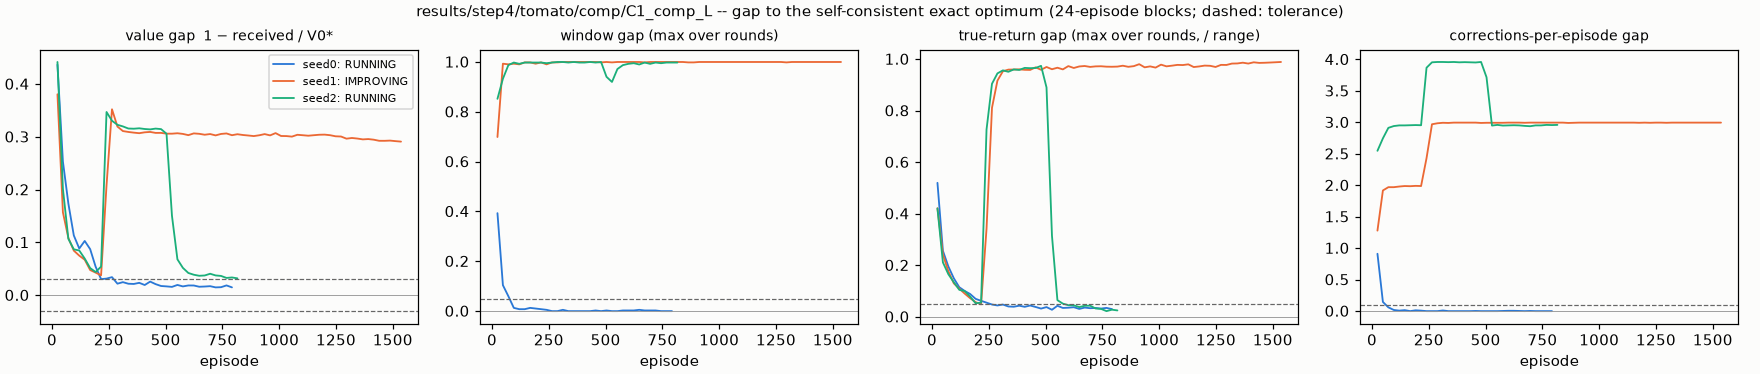 results/step4/tomato/comp/C1_comp_L -- gap to the self-consistent exact optimum (24-episode blocks; dashed: tolerance)
value gap  1 − received / V0*
seed0: RUNNING
seed1: IMPROVING
seed2: RUNNING
0.4
0.3
0.2
0.1
0.0
0 250 500 750 1000 1250 1500
episode
window gap (max over rounds)
1.0
0.8
0.6
0.4
0.2
0.0
0 250 500 750 1000 1250 1500
episode
true-return gap (max over rounds, / range)
1.0
0.8
0.6
0.4
0.2
0.0
0 250 500 750 1000 1250 1500
episode
corrections-per-episode gap
4.0
3.5
3.0
2.5
2.0
1.5
1.0
0.5
0.0
0 250 500 750 1000 1250 1500
episode